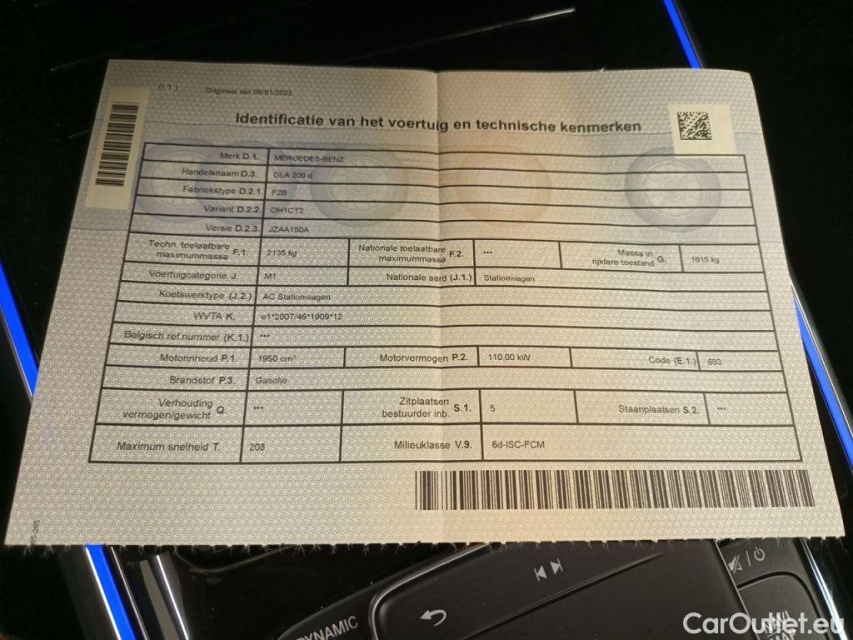 (I.1.) Origineel van 06/01/2023
Identificatie van het voertuig en technische kenmerken
Merk D.1. MERCEDES-BENZ
Handelsnaam D.3. GLA 200 d
Fabriekstype D.2.1. F2B
Variant D.2.2. OH1CT2
Versie D.2.3. JZAA150A
Techn. toelaatbare maximummassa F.1. 2135 kg Nationale toelaatbare maximummassa F.2. --- Massa in rijklare toestand G. 1615 kg
Voertuigcategorie J. M1 Nationale aard (J.1.) Stationwagen
Koetswerktype (J.2.) AC Stationwagen
WVTA K. e1*2007/46*1909*12
Belgisch ref.nummer (K.1.) ---
Motorinhoud P.1. 1950 cm³ Motorvermogen P.2. 110,00 kW Code (E.1.) 693
Brandstof P.3. Gasolie
Verhouding vermogen/gewicht Q. --- Zitplaatsen bestuurder inb. S.1. 5 Staanplaatsen S.2. ---
Maximum snelheid T. 208 Milieuklasse V.9. 6d-ISC-FCM
DYNAMIC
CarOutlet.eu